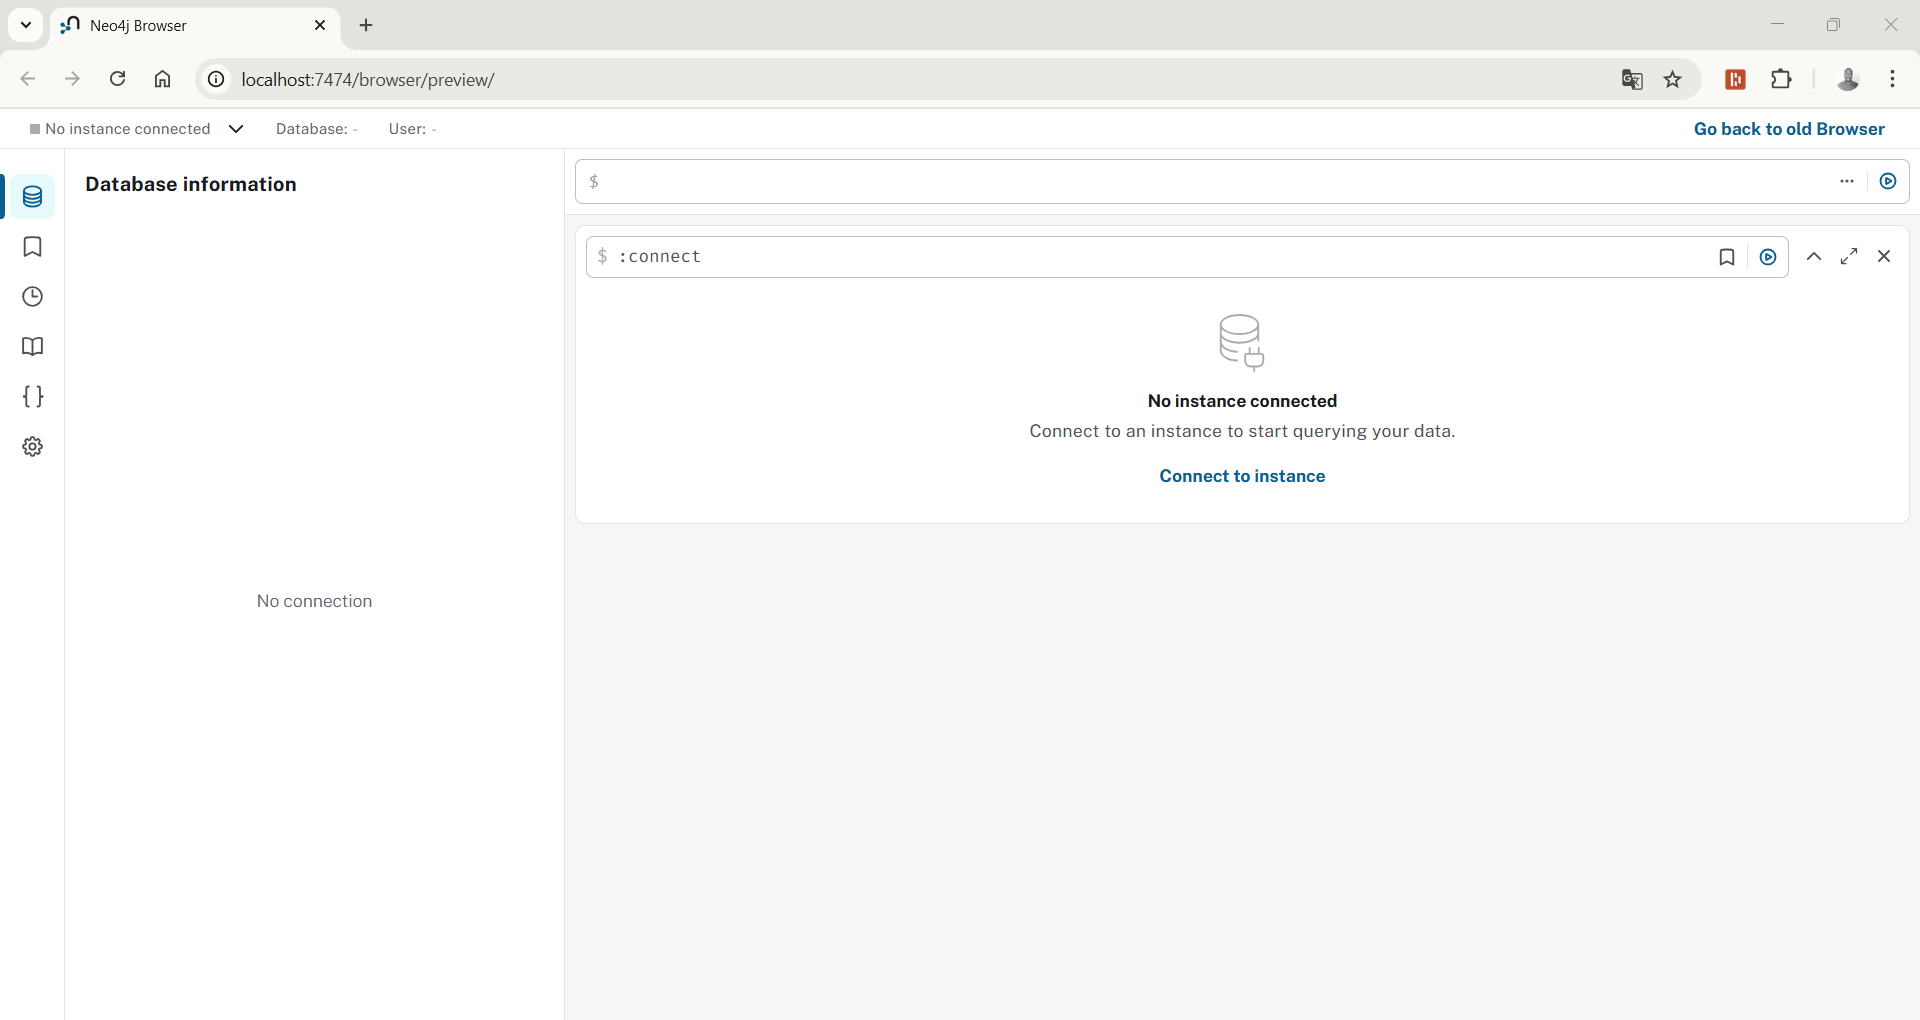 Neo4j Browser
localhost:7474/browser/preview/
No instance connected Database: - User: - Go back to old Browser
Database information
$
$ :connect
No instance connected
Connect to an instance to start querying your data.
Connect to instance
No connection